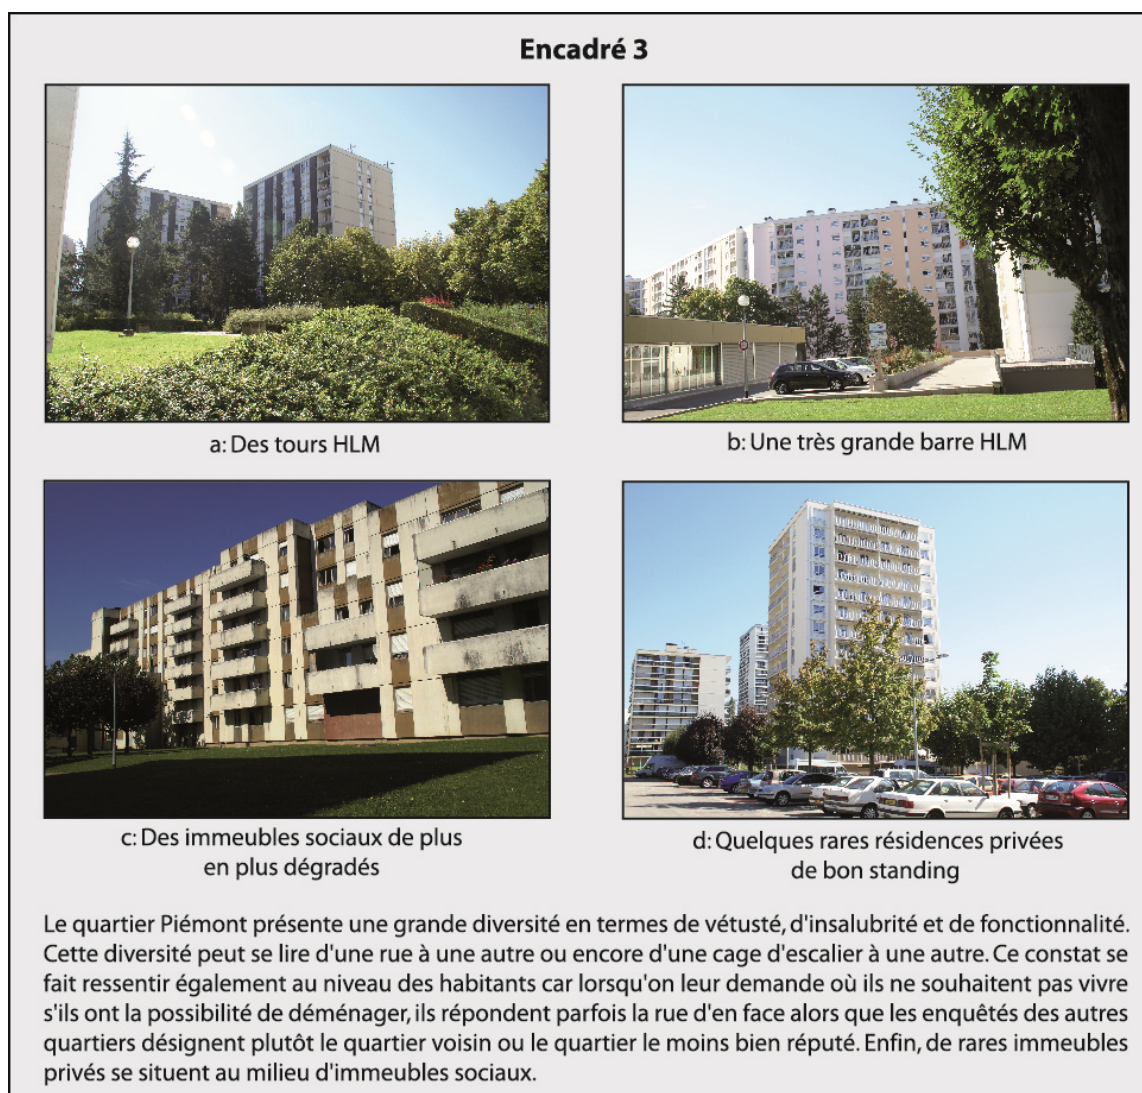 Encadré 3
a: Des tours HLM
b: Une très grande barre HLM
c: Des immeubles sociaux de plus
en plus dégradés
d: Quelques rares résidences privées
de bon standing
Le quartier Piémont présente une grande diversité en termes de vétusté, d'insalubrité et de fonctionnalité.
Cette diversité peut se lire d'une rue à une autre ou encore d'une cage d'escalier à une autre. Ce constat se
fait ressentir également au niveau des habitants car lorsqu'on leur demande où ils ne souhaitent pas vivre
s'ils ont la possibilité de déménager, ils répondent parfois la rue d'en face alors que les enquêtés des autres
quartiers désignent plutôt le quartier voisin ou le quartier le moins bien réputé. Enfin, de rares immeubles
privés se situent au milieu d'immeubles sociaux.